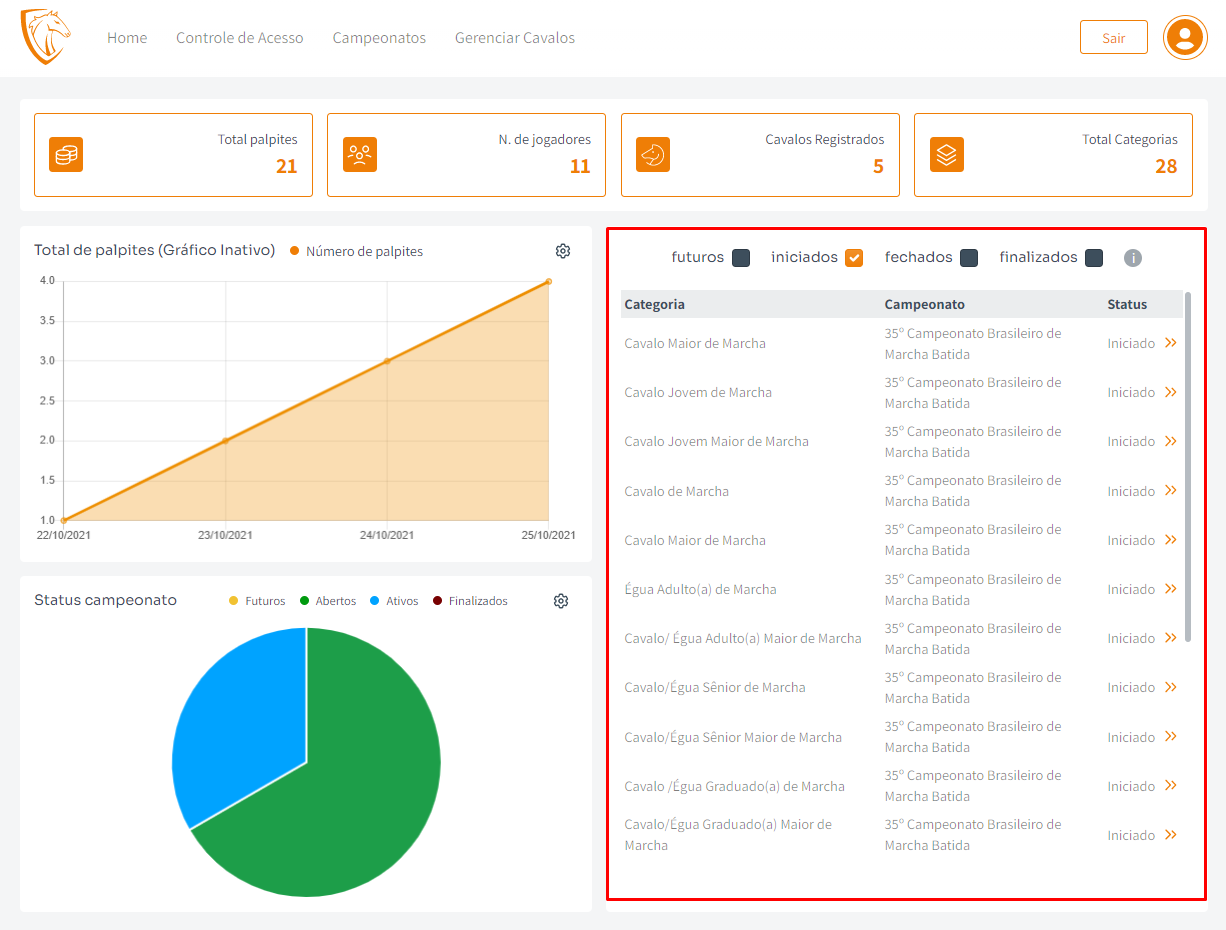 Home Controle de Acesso Campeonatos Gerenciar Cavalos Sair
Total palpites
21
N. de jogadores
11
Cavalos Registrados
5
Total Categorias
28
Total de palpites (Gráfico Inativo) Número de palpites
4.0
3.5
3.0
2.5
2.0
1.5
1.0
22/10/2021 23/10/2021 24/10/2021 25/10/2021
Status campeonato Futuros Abertos Ativos Finalizados
futuros iniciados fechados finalizados i
Categoria Campeonato Status
Cavalo Maior de Marcha 35º Campeonato Brasileiro de
Marcha Batida Iniciado
Cavalo Jovem de Marcha 35º Campeonato Brasileiro de
Marcha Batida Iniciado
Cavalo Jovem Maior de Marcha 35º Campeonato Brasileiro de
Marcha Batida Iniciado
Cavalo de Marcha 35º Campeonato Brasileiro de
Marcha Batida Iniciado
Cavalo Maior de Marcha 35º Campeonato Brasileiro de
Marcha Batida Iniciado
Égua Adulto(a) de Marcha 35º Campeonato Brasileiro de
Marcha Batida Iniciado
Cavalo/ Égua Adulto(a) Maior de Marcha 35º Campeonato Brasileiro de
Marcha Batida Iniciado
Cavalo/Égua Sênior de Marcha 35º Campeonato Brasileiro de
Marcha Batida Iniciado
Cavalo/Égua Sênior Maior de Marcha 35º Campeonato Brasileiro de
Marcha Batida Iniciado
Cavalo /Égua Graduado(a) de Marcha 35º Campeonato Brasileiro de
Marcha Batida Iniciado
Cavalo/Égua Graduado(a) Maior de 35º Campeonato Brasileiro de
Marcha Marcha Batida Iniciado